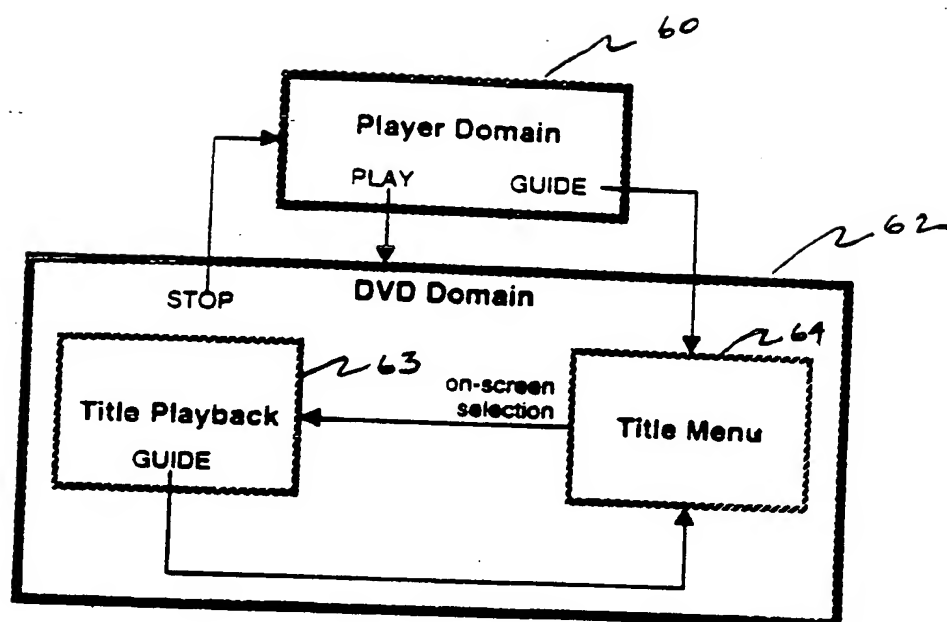 60
Player Domain
PLAY
GUIDE
62
STOP
DVD Domain
63
64
on-screen
selection
Title Playback
GUIDE
Title Menu